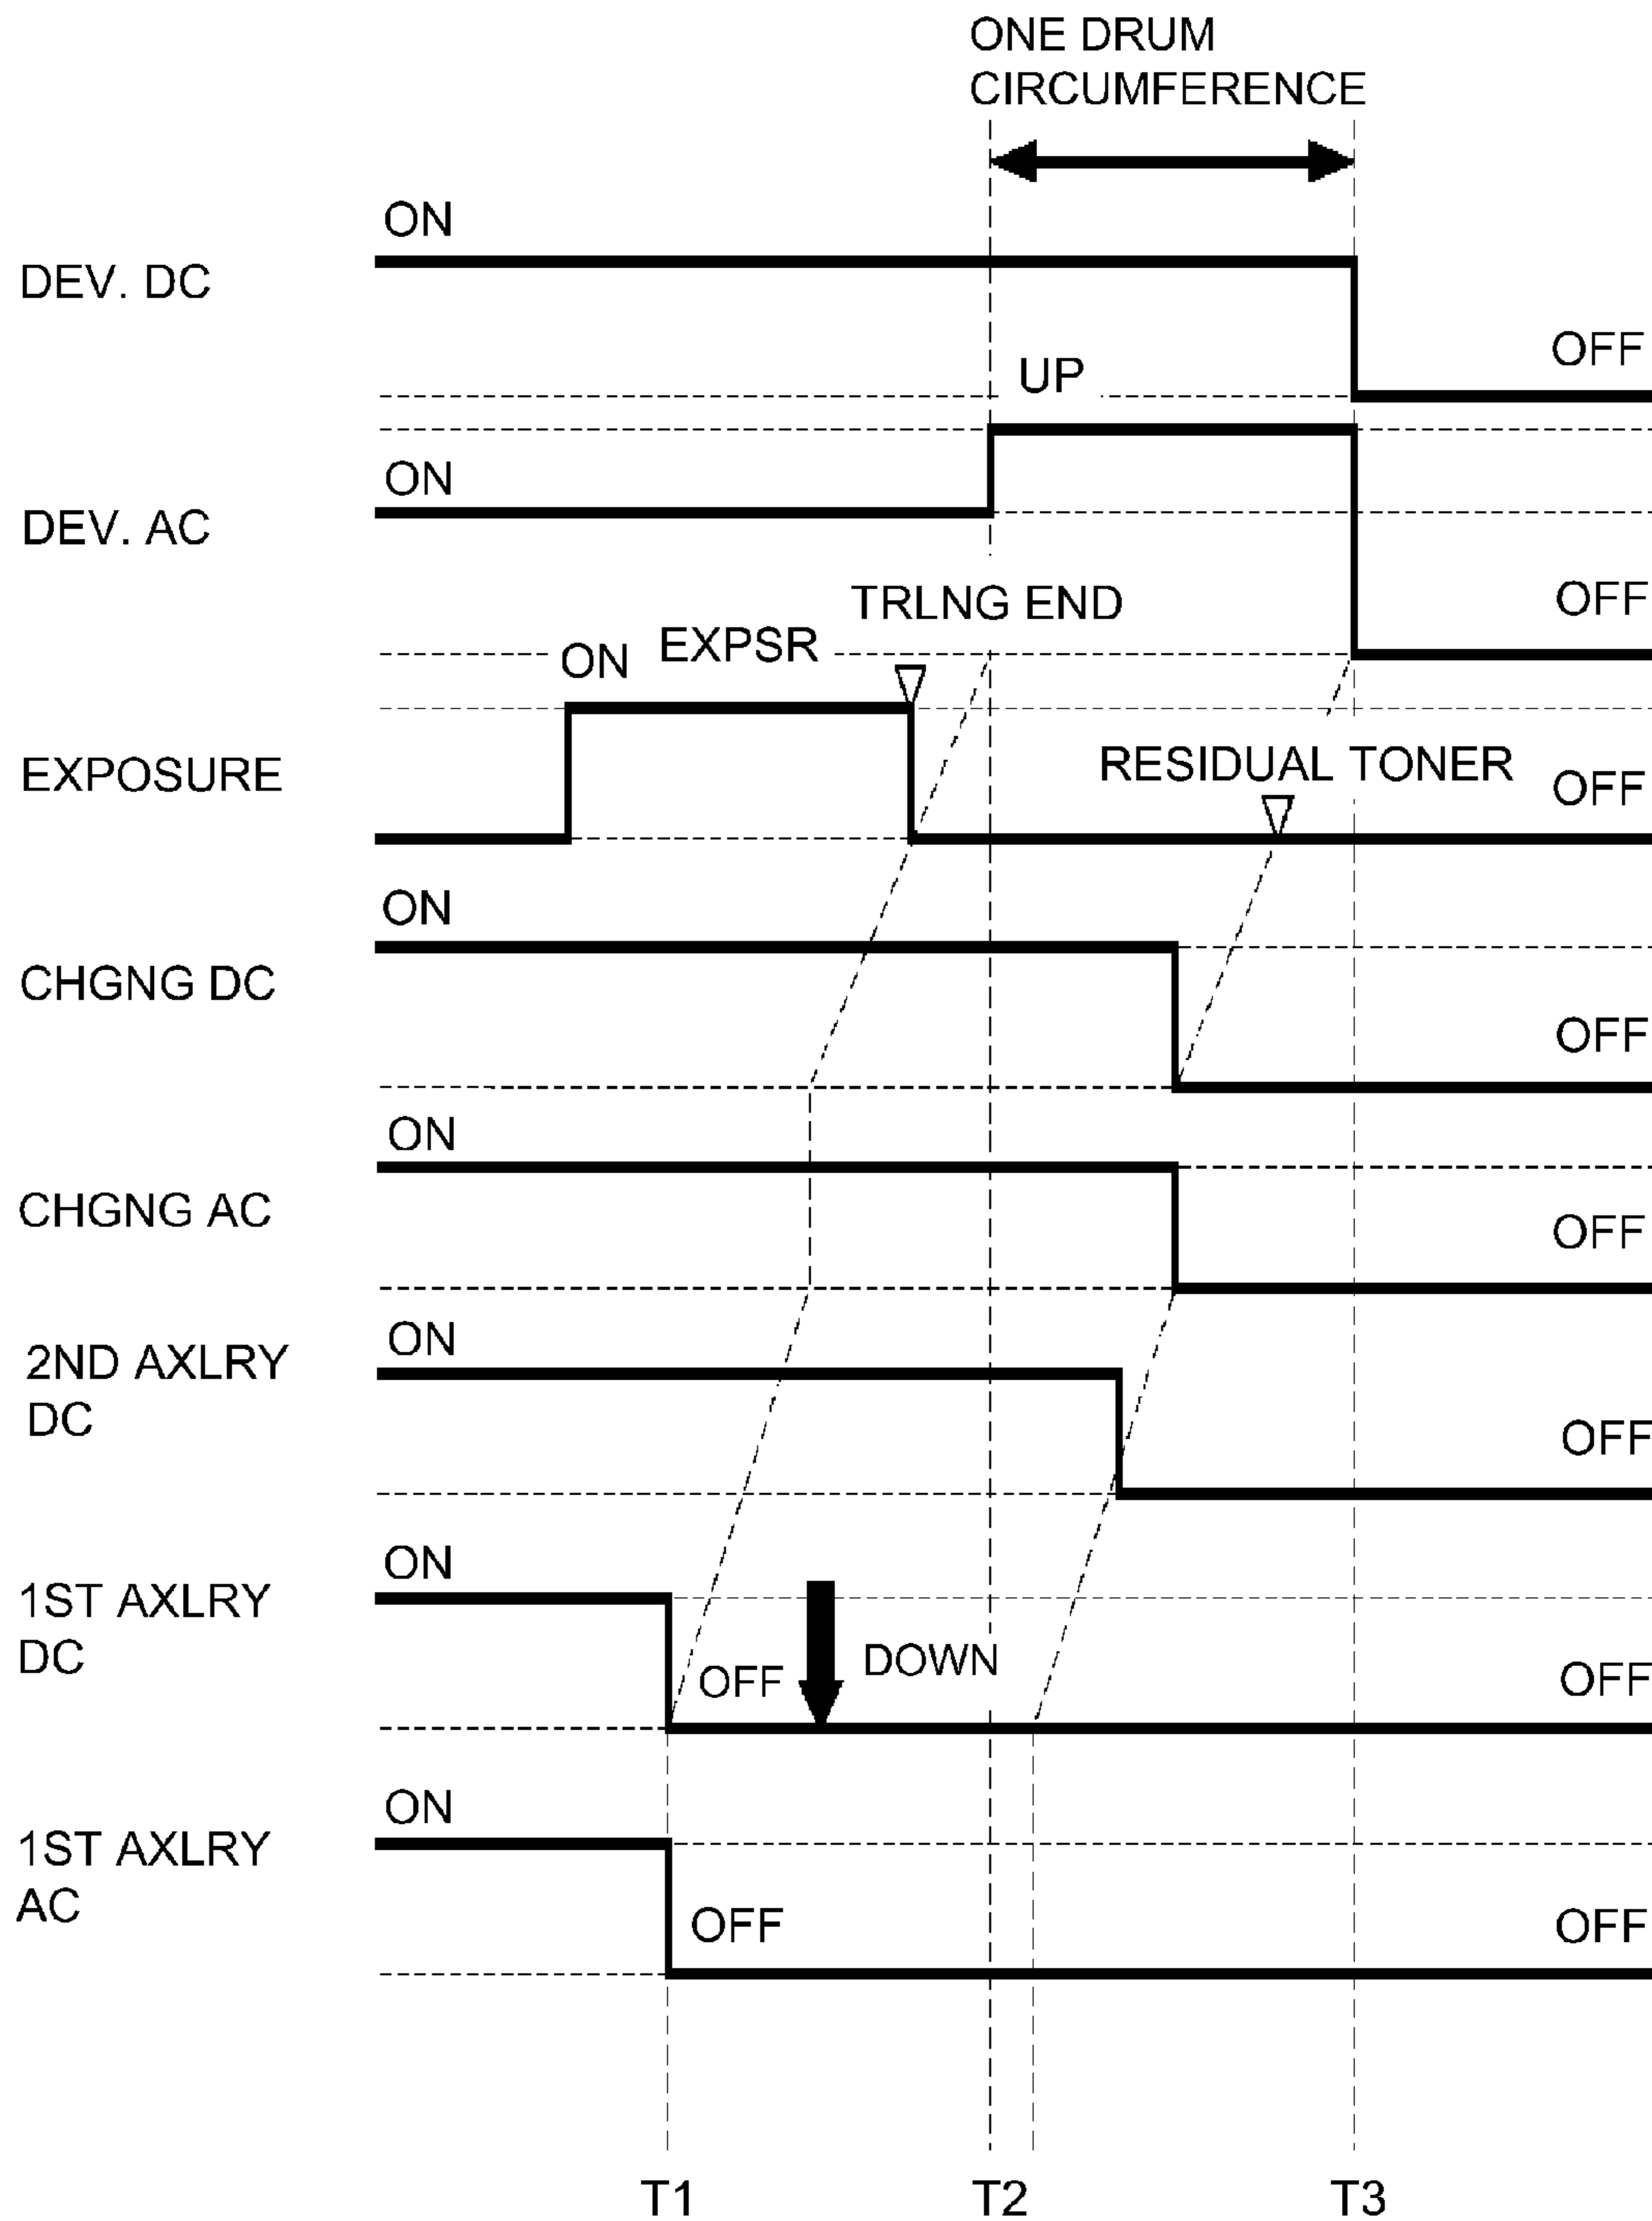 ONE DRUM
CIRCUMFERENCE
ON
DEV. DC
OFF
UP
ON
DEV. AC
OFF
TRLNG END
ON EXPSR
EXPOSURE
RESIDUAL TONER
OFF
ON
CHGNG DC
OFF
ON
CHGNG AC
OFF
ON
2ND AXLRY
DC
OFF
ON
1ST AXLRY
DC
OFF
DOWN
OFF
ON
1ST AXLRY
AC
OFF
OFF
T1
T2
T3